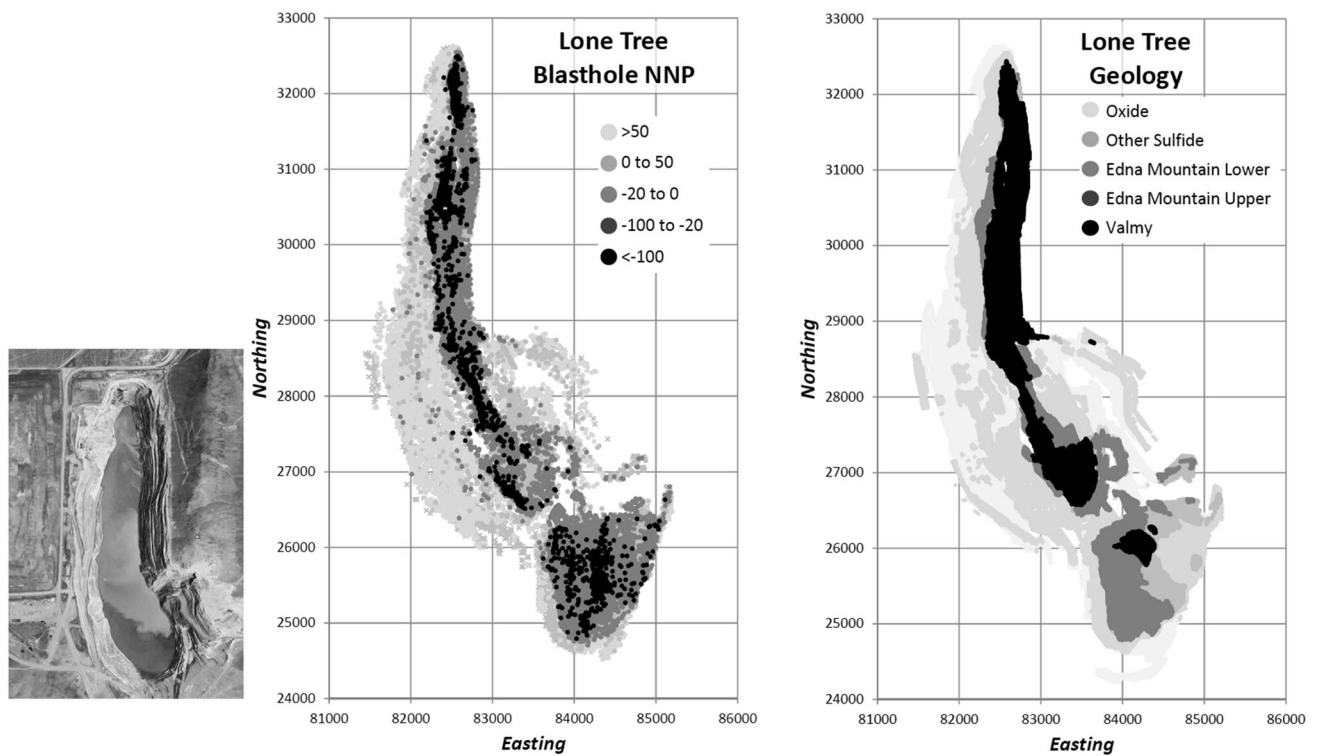 Lone Tree
Blasthole NNP
>50
0 to 50
-20 to 0
-100 to -20
<-100
33000
32000
31000
30000
29000
28000
27000
26000
25000
24000
Northing
81000 82000 83000 84000 85000 86000
Easting
Lone Tree
Geology
Oxide
Other Sulfide
Edna Mountain Lower
Edna Mountain Upper
Valmy
33000
32000
31000
30000
29000
28000
27000
26000
25000
24000
Northing
81000 82000 83000 84000 85000 86000
Easting